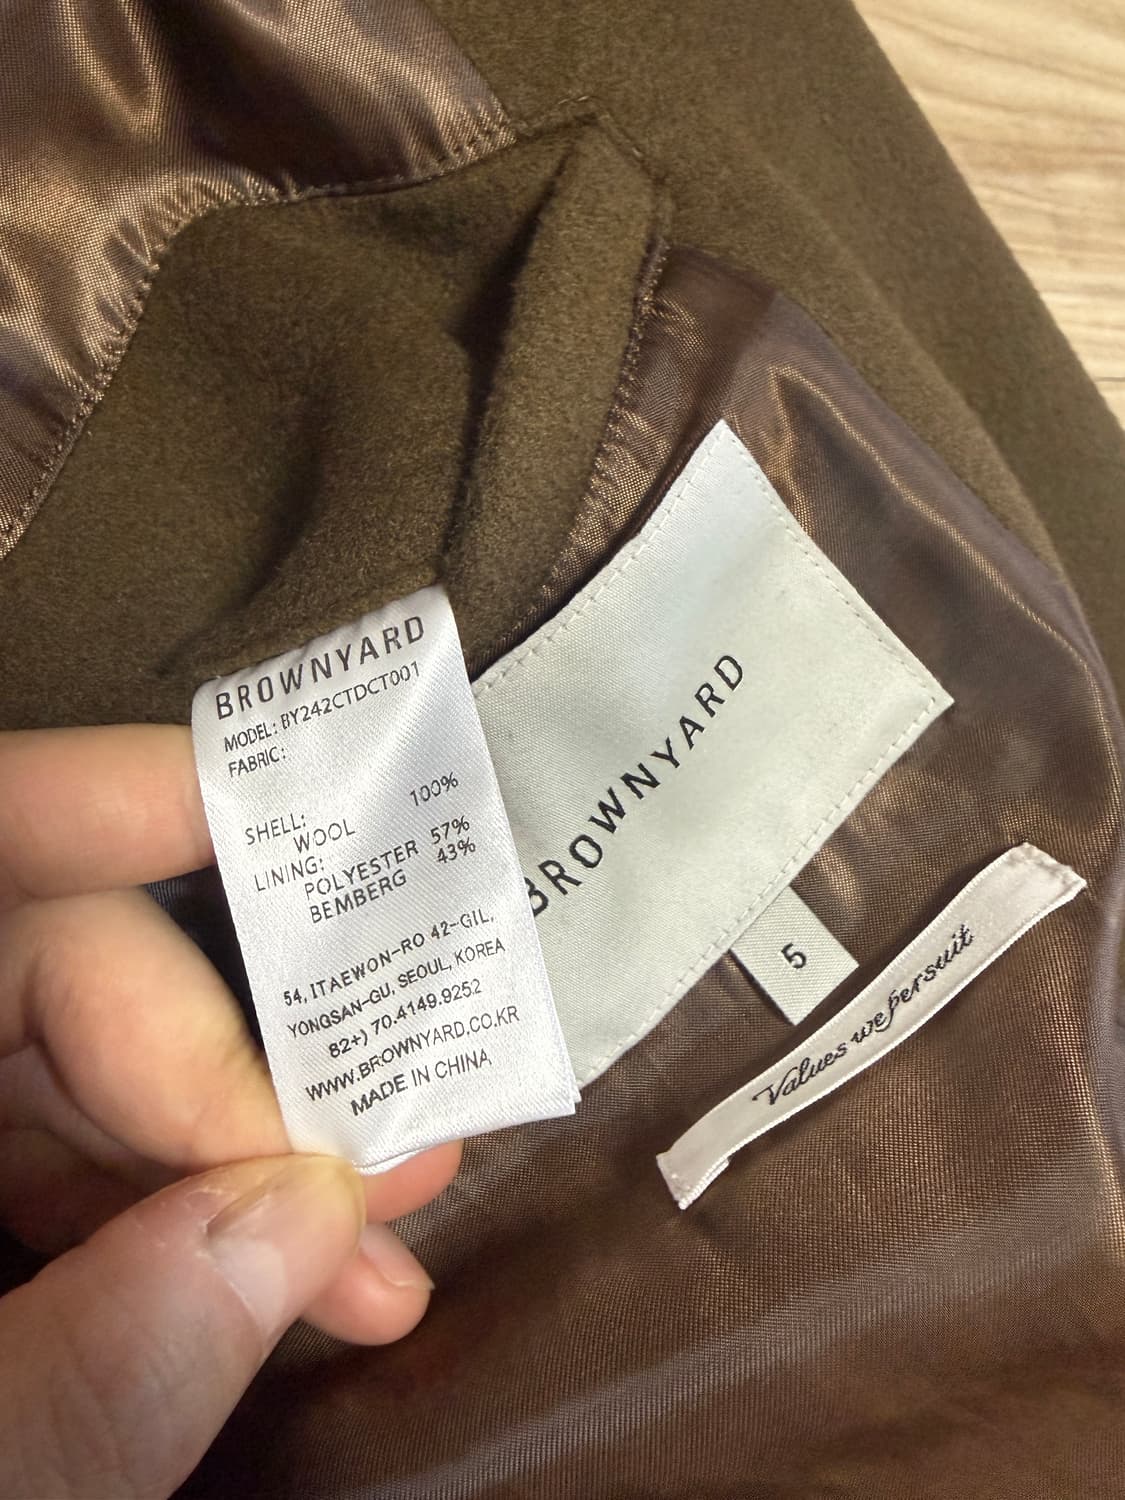 BROWNYARD
MODEL: BY242CTDCT001
FABRIC:
SHELL:
WOOL 100%
LINING:
POLYESTER 57%
BEMBERG 43%
54, ITAEWON-RO 42-GIL,
YONGSAN-GU, SEOUL, KOREA
82+) 70.4149.9252
WWW.BROWNYARD.CO.KR
MADE IN CHINA
BROWNYARD
5
Values we persuit